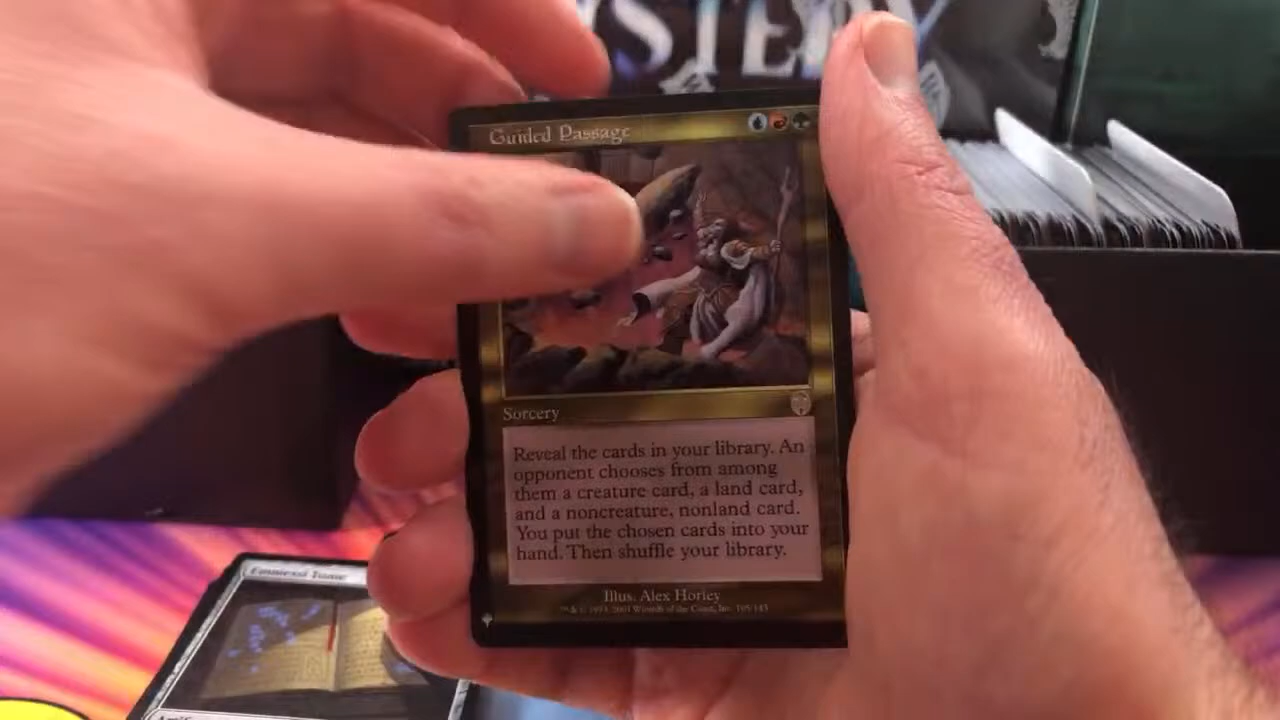 STER
Guided Passage
Sorcery
Reveal the cards in your library. An
opponent chooses from among
them a creature card, a land card,
and a noncreature, nonland card.
You put the chosen cards into your
hand. Then shuffle your library.
Illus. Alex Horley
™ & © 1993–2001 Wizards of the Coast, Inc. 105/143